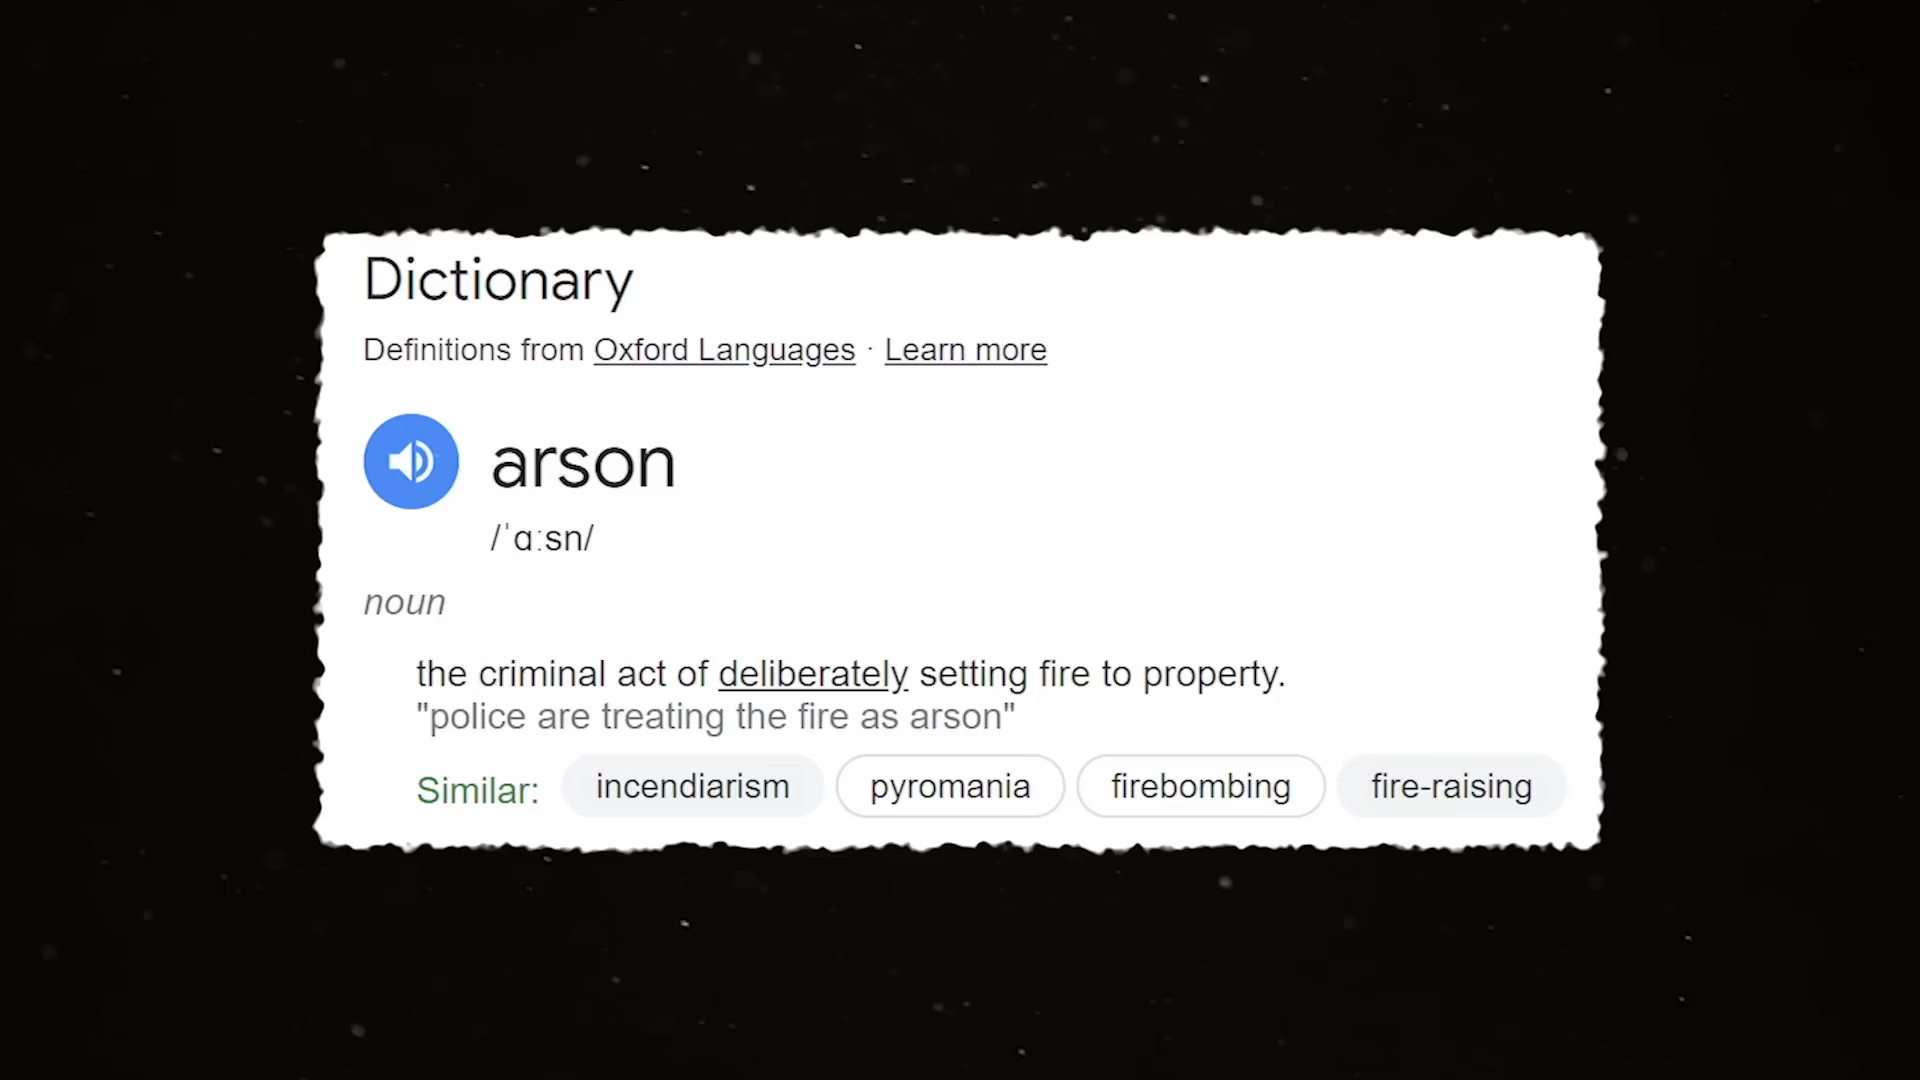 Dictionary
Definitions from Oxford Languages · Learn more
arson
/ˈɑːsn/
noun
the criminal act of deliberately setting fire to property.
"police are treating the fire as arson"
Similar: incendiarism pyromania firebombing fire-raising